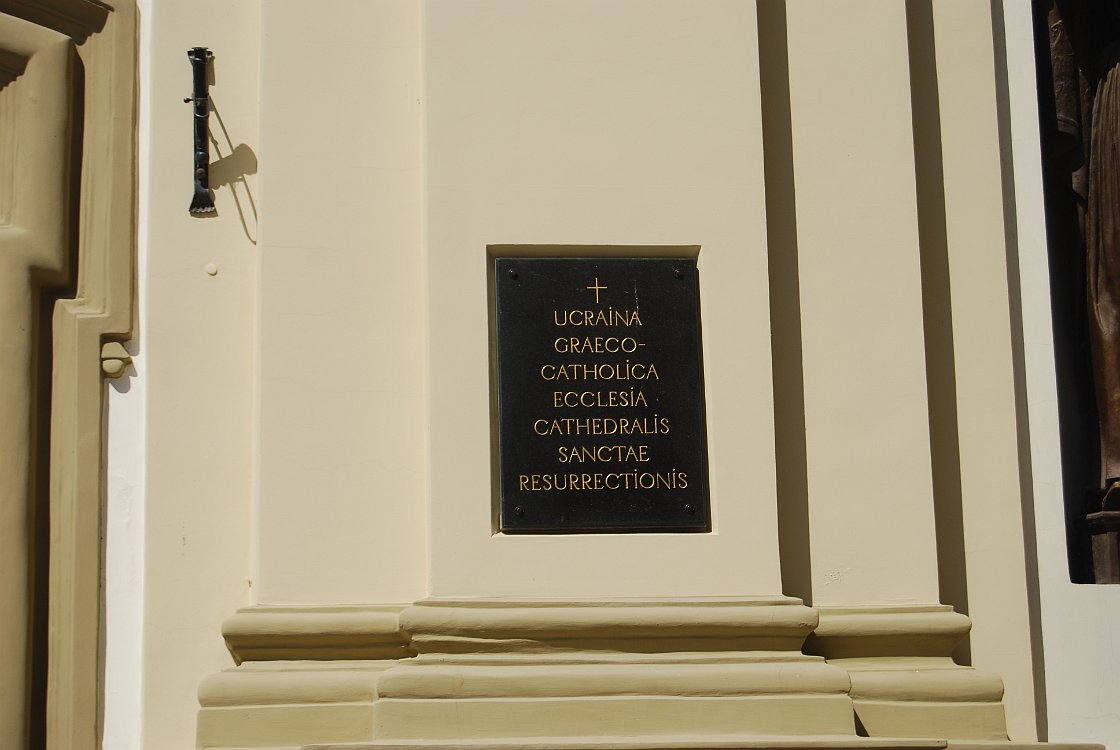 UCRAINA
GRAECO-
CATHOLICA
ECCLESIA
CATHEDRALIS
SANCTAE
RESURRECTIONIS